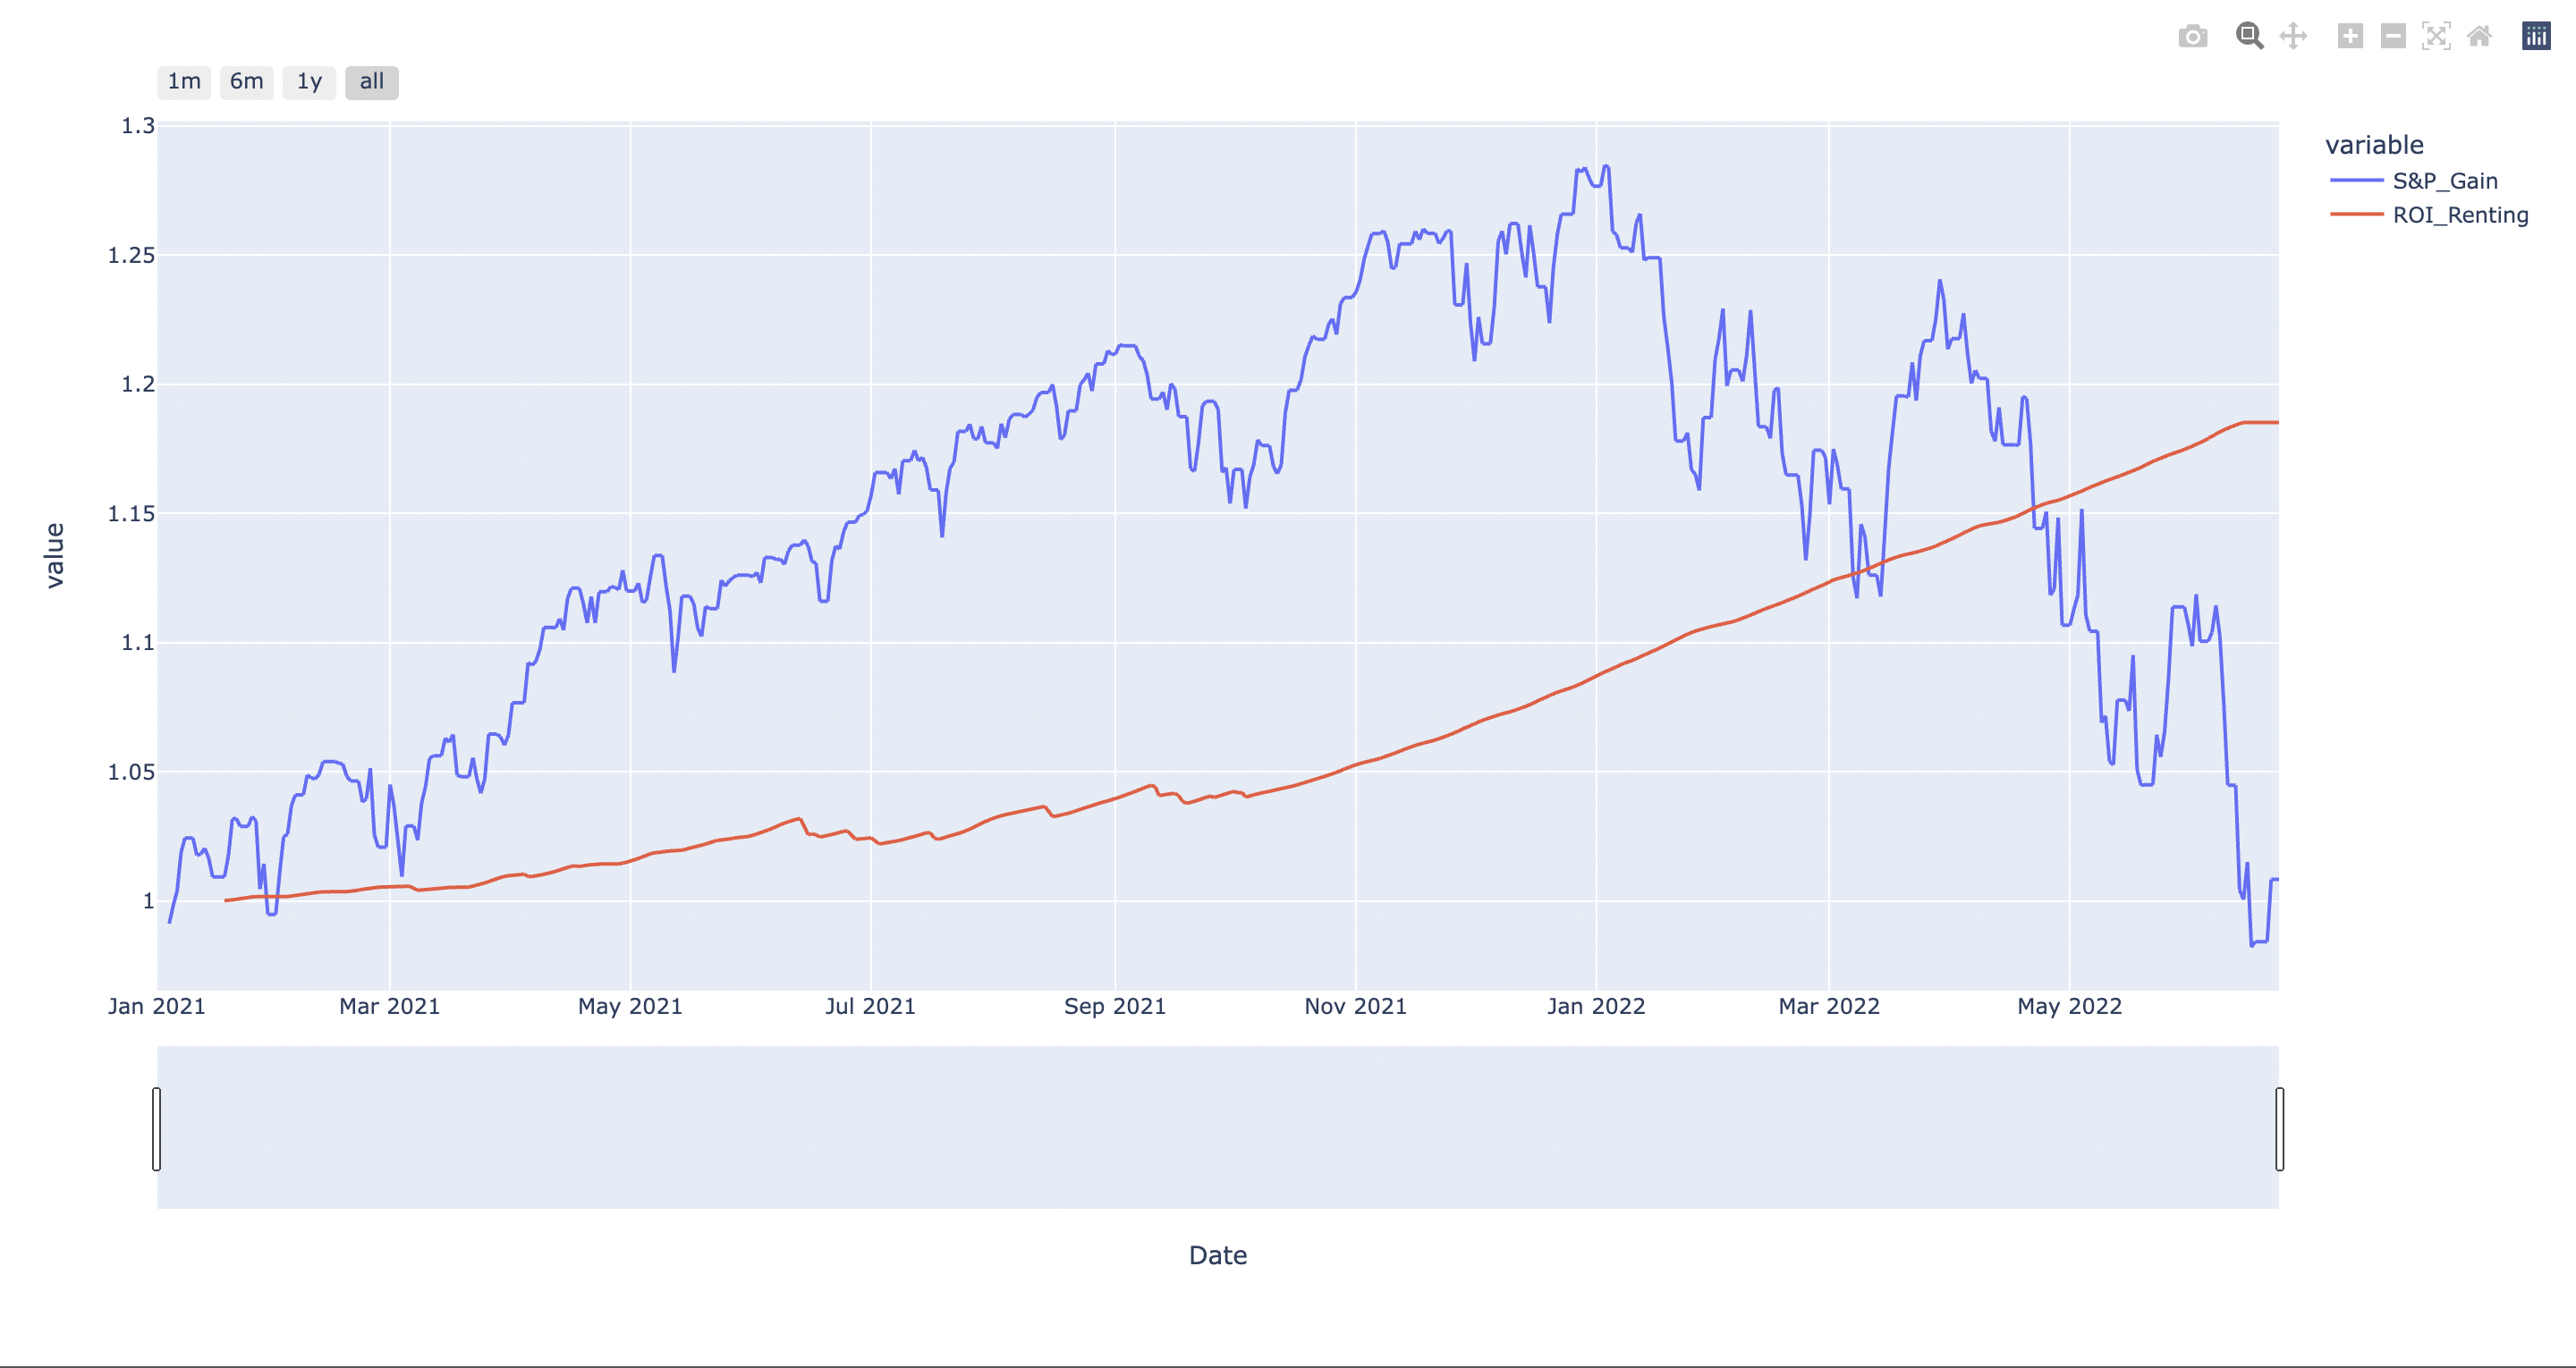 1m 6m 1y all
variable
S&P_Gain
ROI_Renting
value
1.3
1.25
1.2
1.15
1.1
1.05
1
Jan 2021 Mar 2021 May 2021 Jul 2021 Sep 2021 Nov 2021 Jan 2022 Mar 2022 May 2022
Date